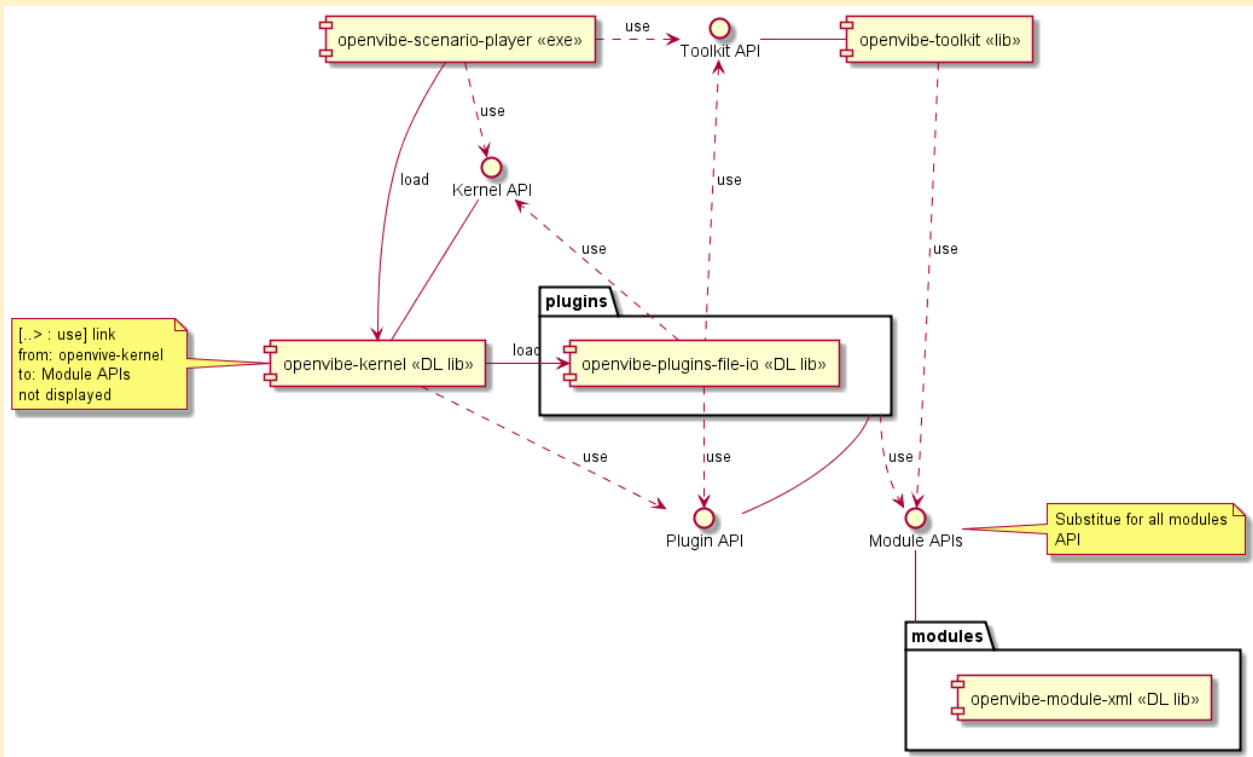 openvibe-scenario-player «exe»
use
Toolkit API
openvibe-toolkit «lib»
use
load
Kernel API
use
use
use
plugins
[..> : use] link
from: openvive-kernel
to: Module APIs
not displayed
openvibe-kernel «DL lib»
load
openvibe-plugins-file-io «DL lib»
use
use
use
Plugin API
Module APIs
Substitue for all modules
API
modules
openvibe-module-xml «DL lib»